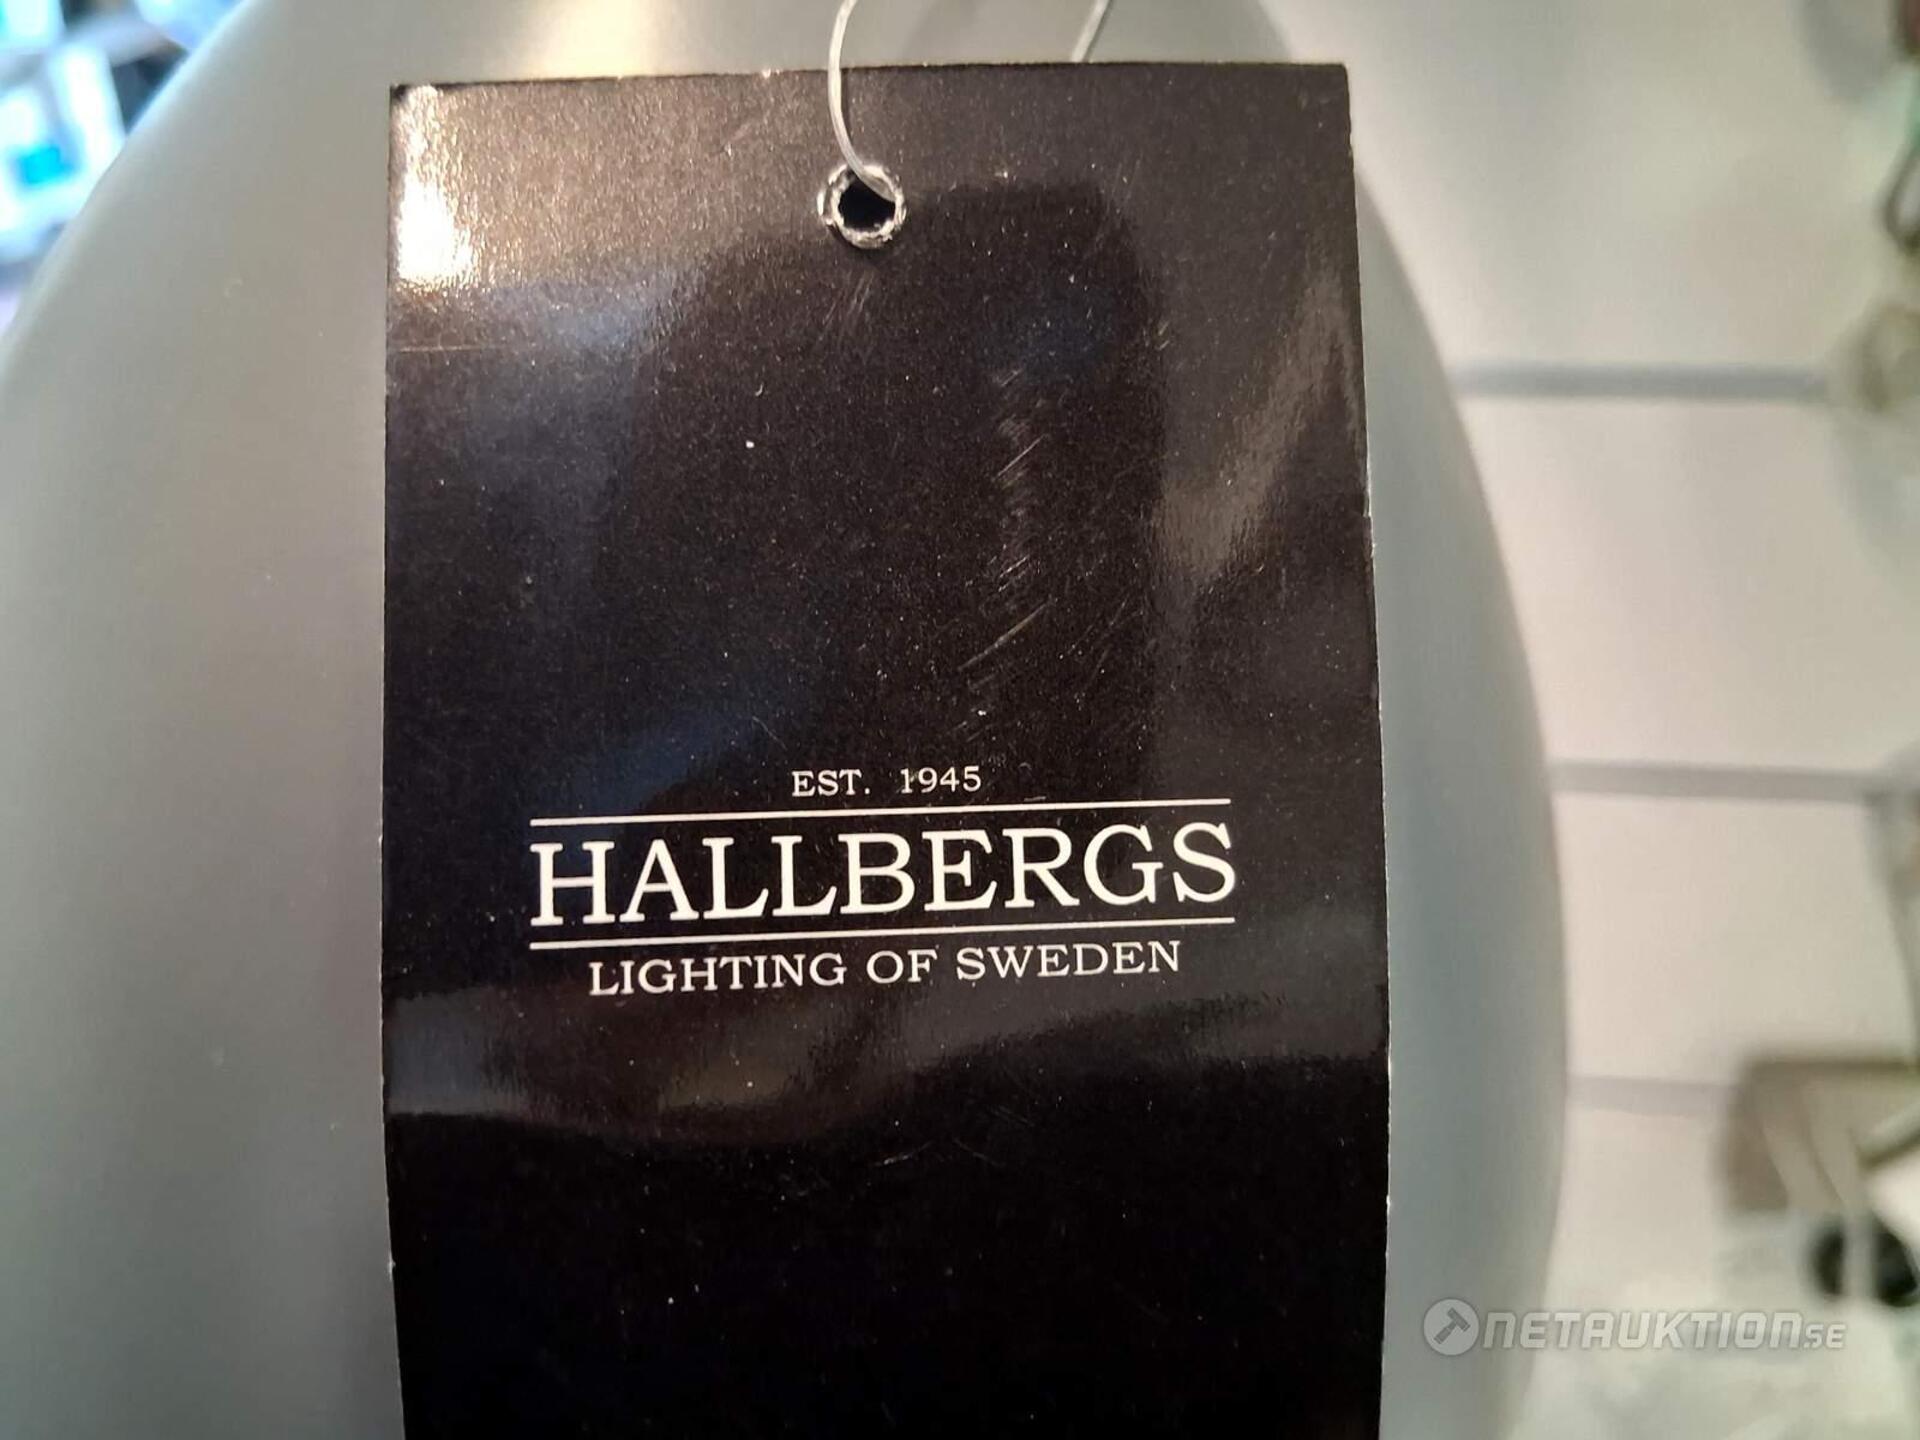 EST. 1945
HALLBERGS
LIGHTING OF SWEDEN
NETAUKTION.SE